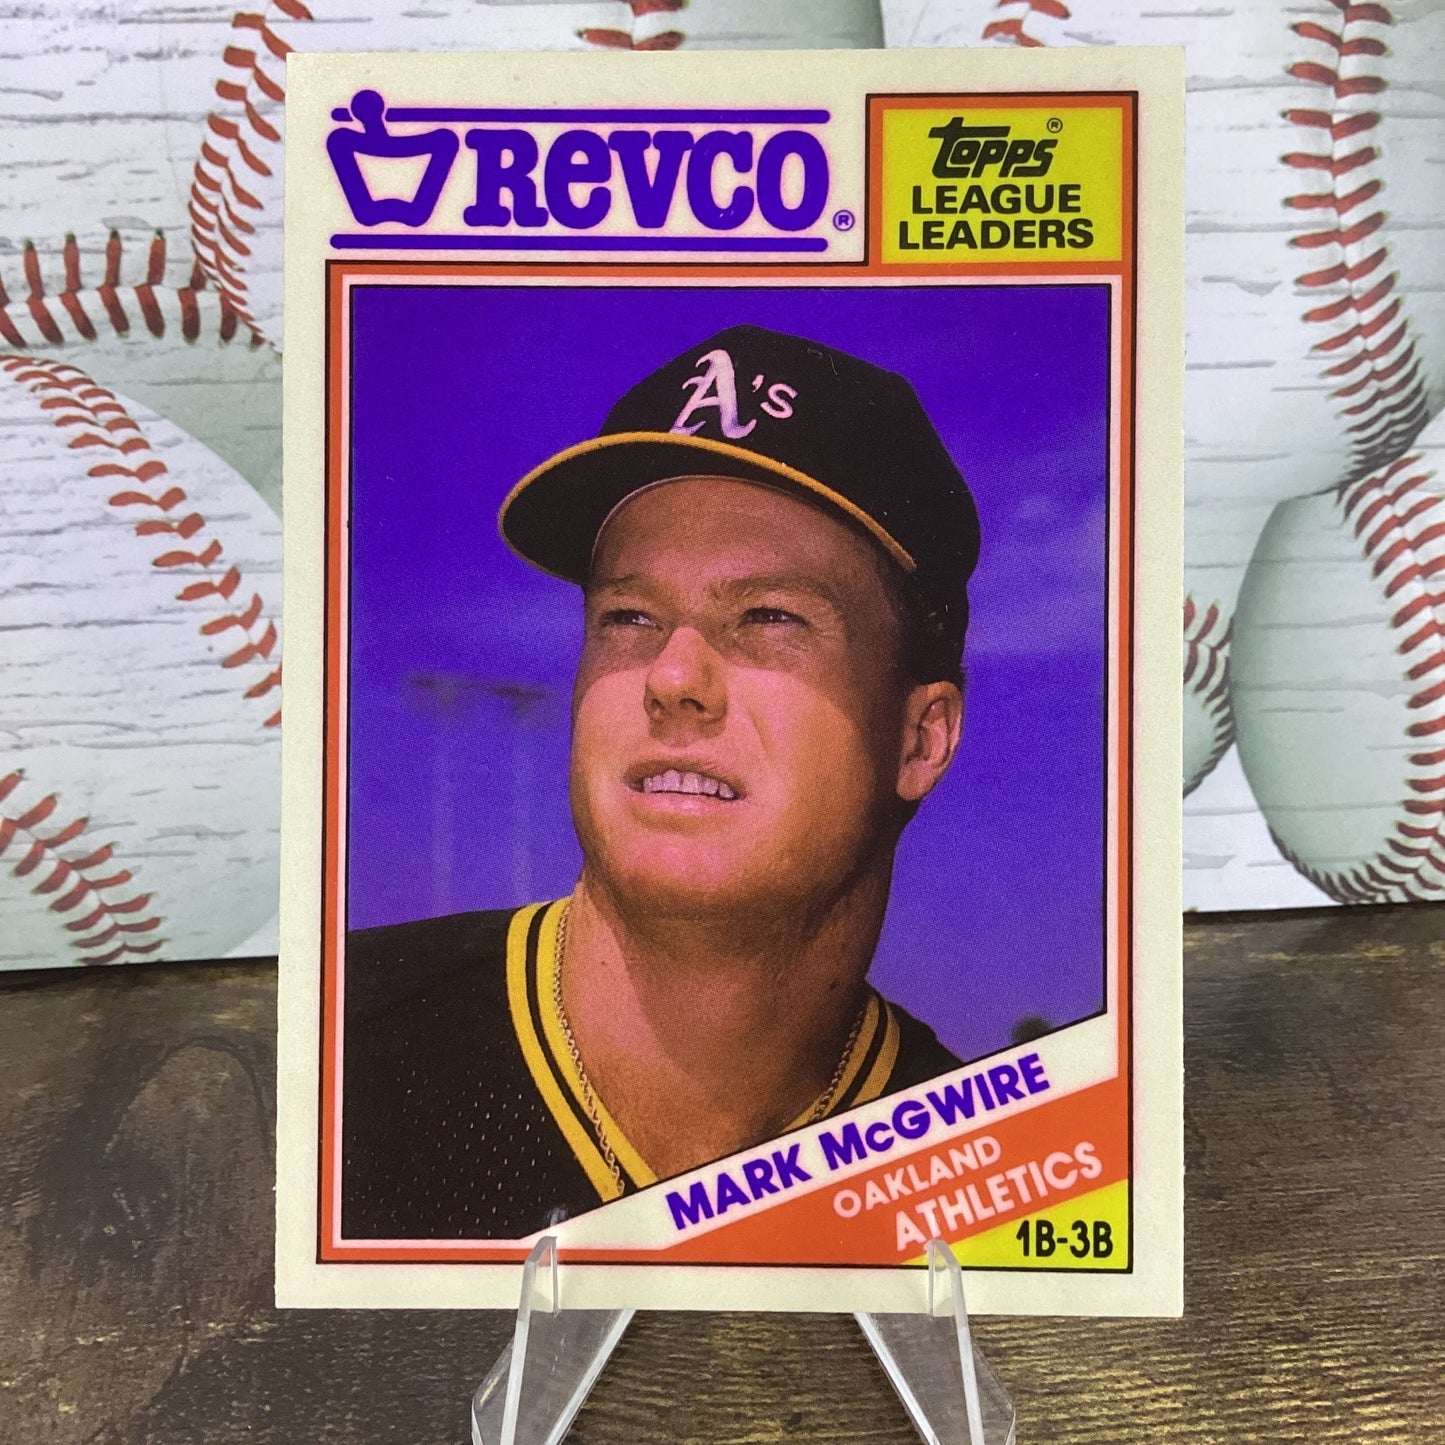 REVCO®
topps®
LEAGUE
LEADERS
A's
MARK McGWIRE
OAKLAND
ATHLETICS
1B-3B